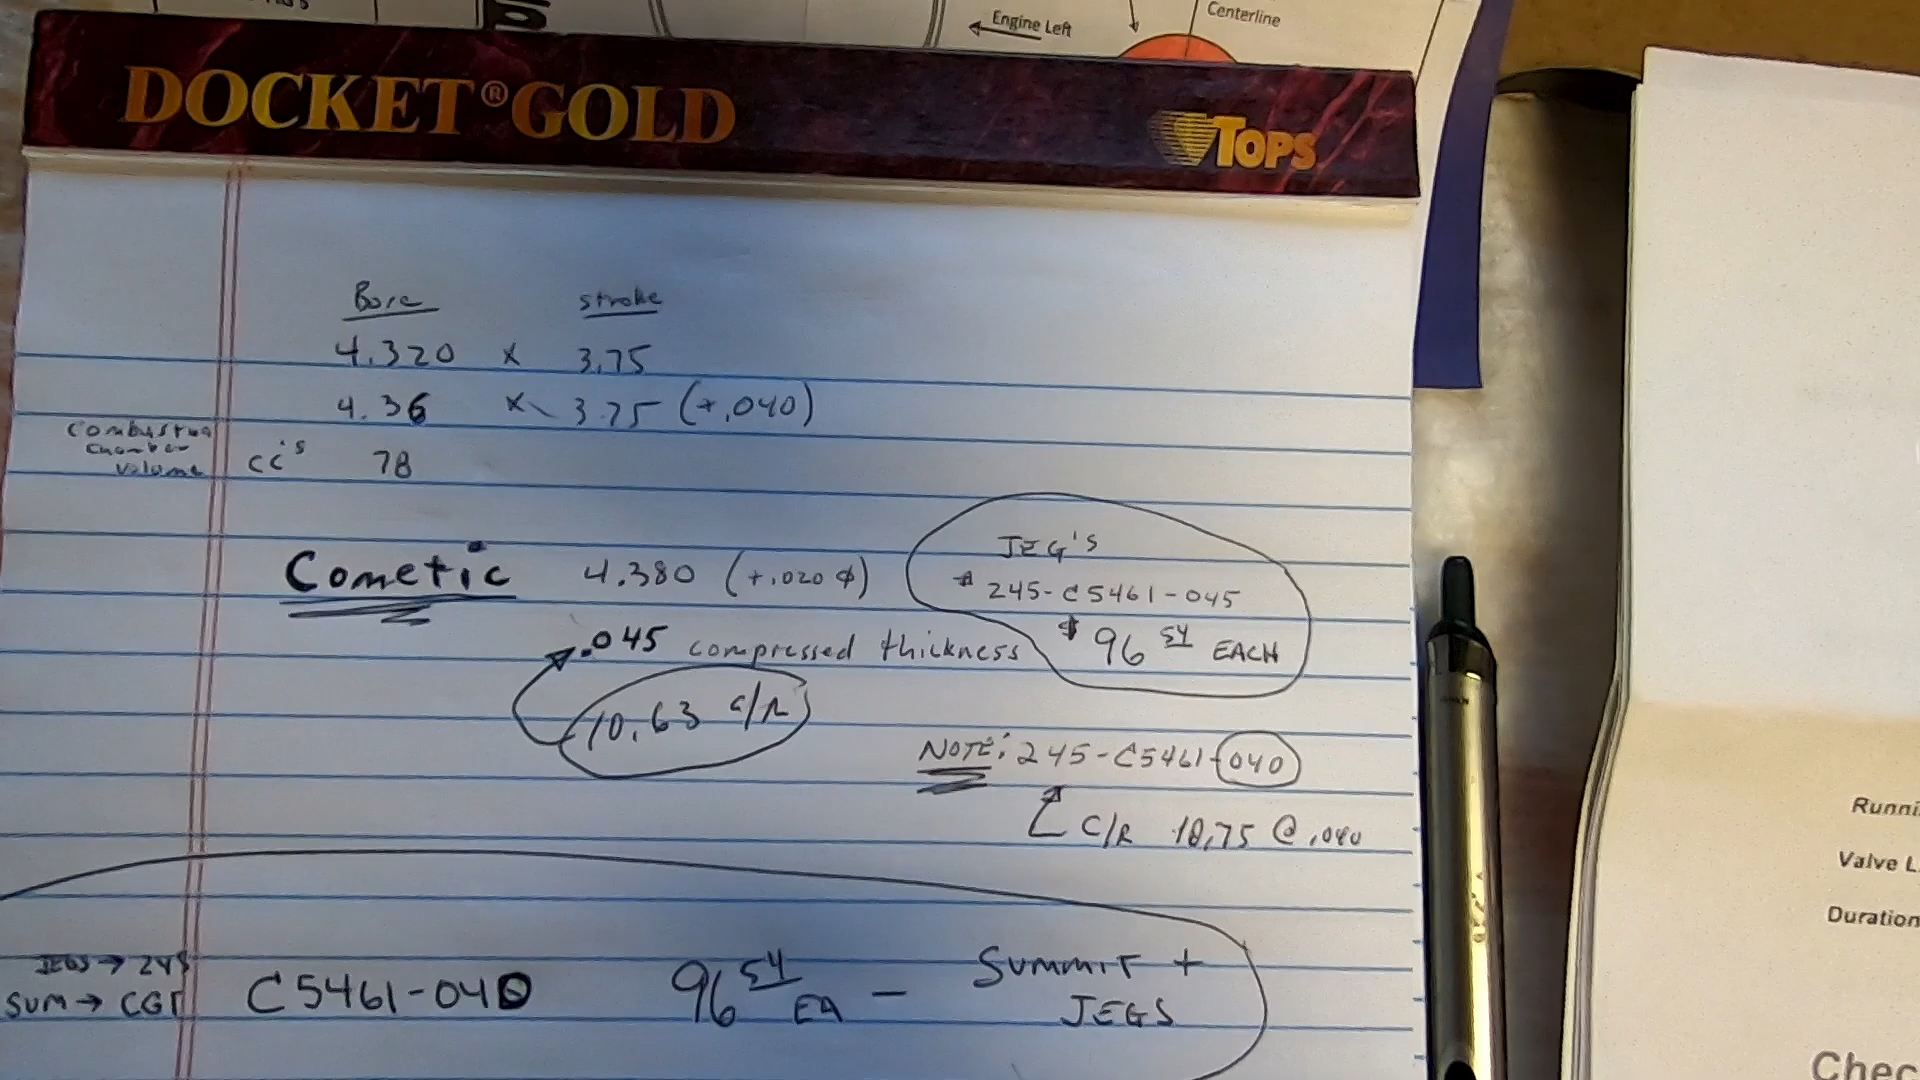 Engine Left
Centerline
DOCKET® GOLD
TOPS
Bore stroke
4.320 x 3.75
4.36 x 3.75 (+.040)
Combustion
Chamber
Volume
cc's 78
Cometic 4.380 (+.020 ϕ)
JEG'S
# 245-C5461-045
$96 54 EACH
.045 compressed thickness
10.63 C/R
NOTE: 245-C5461-040
C/R 10.75 @ .040
JEGS → 245
SUM → CGT
C5461-040 96 54 EA - SUMMIT +
JEGS
Runni
Valve L
Duration
Chec